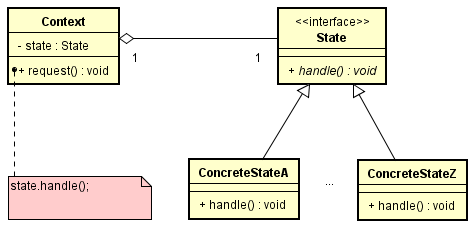 Context
- state : State
+ request() : void
1
1
<<interface>>
State
+ handle() : void
state.handle();
ConcreteStateA
+ handle() : void
...
ConcreteStateZ
+ handle() : void